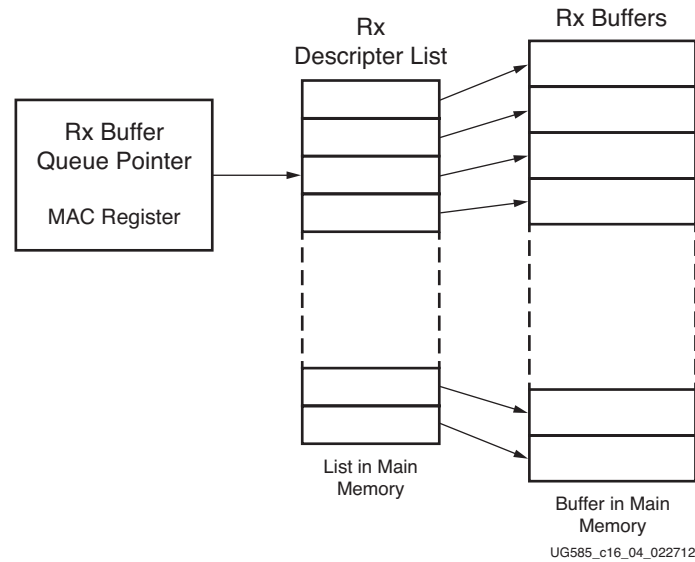 Rx
Descripter List
Rx Buffers
Rx Buffer
Queue Pointer
MAC Register
List in Main
Memory
Buffer in Main
Memory
UG585_c16_04_022712